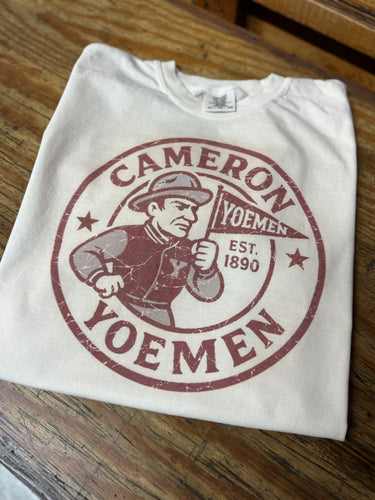 CAMERON
YOEMEN
EST.
1890
Y
YOEMEN